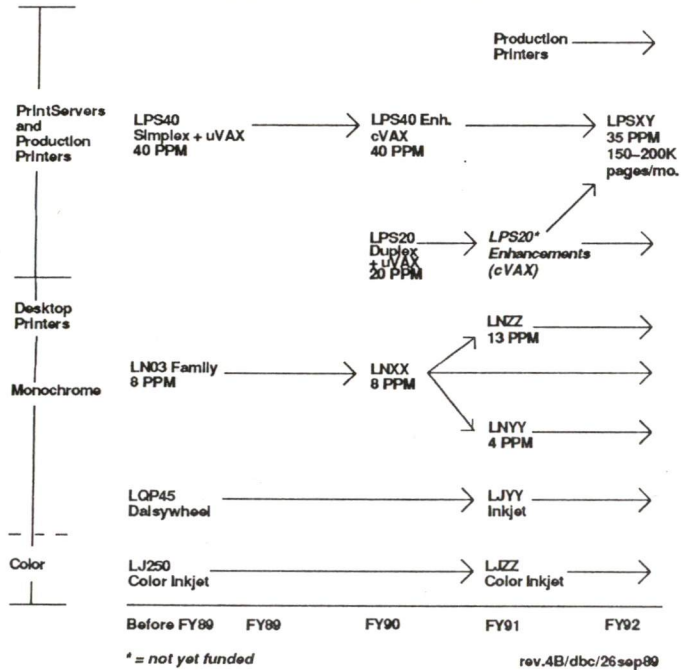 Production
Printers
PrintServers
and
Production
Printers
LPS40
Simplex + uVAX
40 PPM
LPS40 Enh.
cVAX
40 PPM
LPSXY
35 PPM
150–200K
pages/mo.
LPS20
Duplex
+ uVAX
20 PPM
LPS20*
Enhancements
(cVAX)
Desktop
Printers
LNZZ
13 PPM
Monochrome
LN03 Family
8 PPM
LNXX
8 PPM
LNYY
4 PPM
LQP45
Daisywheel
LJYY
Inkjet
Color
LJ250
Color Inkjet
LJZZ
Color Inkjet
Before FY89 FY89 FY90 FY91 FY92
* = not yet funded
rev.4B/dbc/26sep89